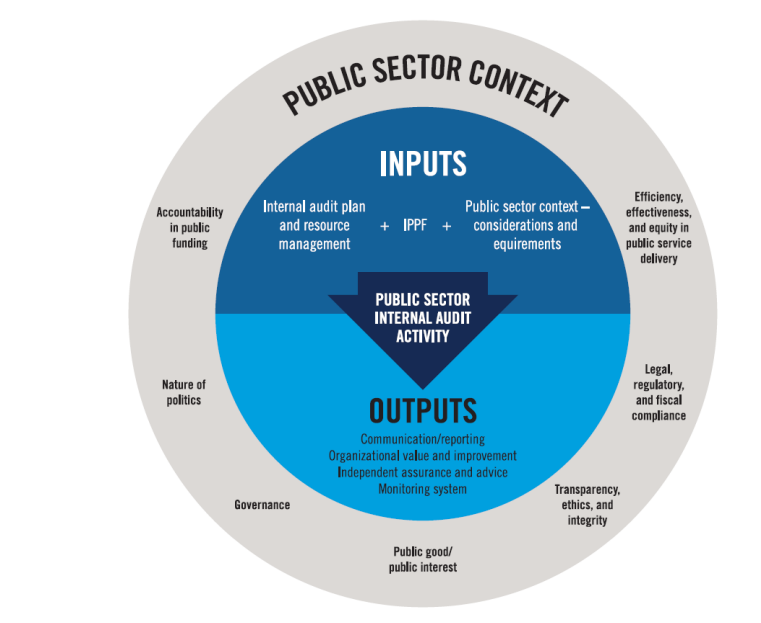 PUBLIC SECTOR CONTEXT
INPUTS
Internal audit plan
and resource
management
+ IPPF +
Public sector context –
considerations and
equirements
PUBLIC SECTOR
INTERNAL AUDIT
ACTIVITY
OUTPUTS
Communication/reporting
Organizational value and improvement
Independent assurance and advice
Monitoring system
Efficiency,
effectiveness,
and equity in
public service
delivery
Legal,
regulatory,
and fiscal
compliance
Transparency,
ethics, and
integrity
Public good/
public interest
Governance
Nature of
politics
Accountability
in public
funding